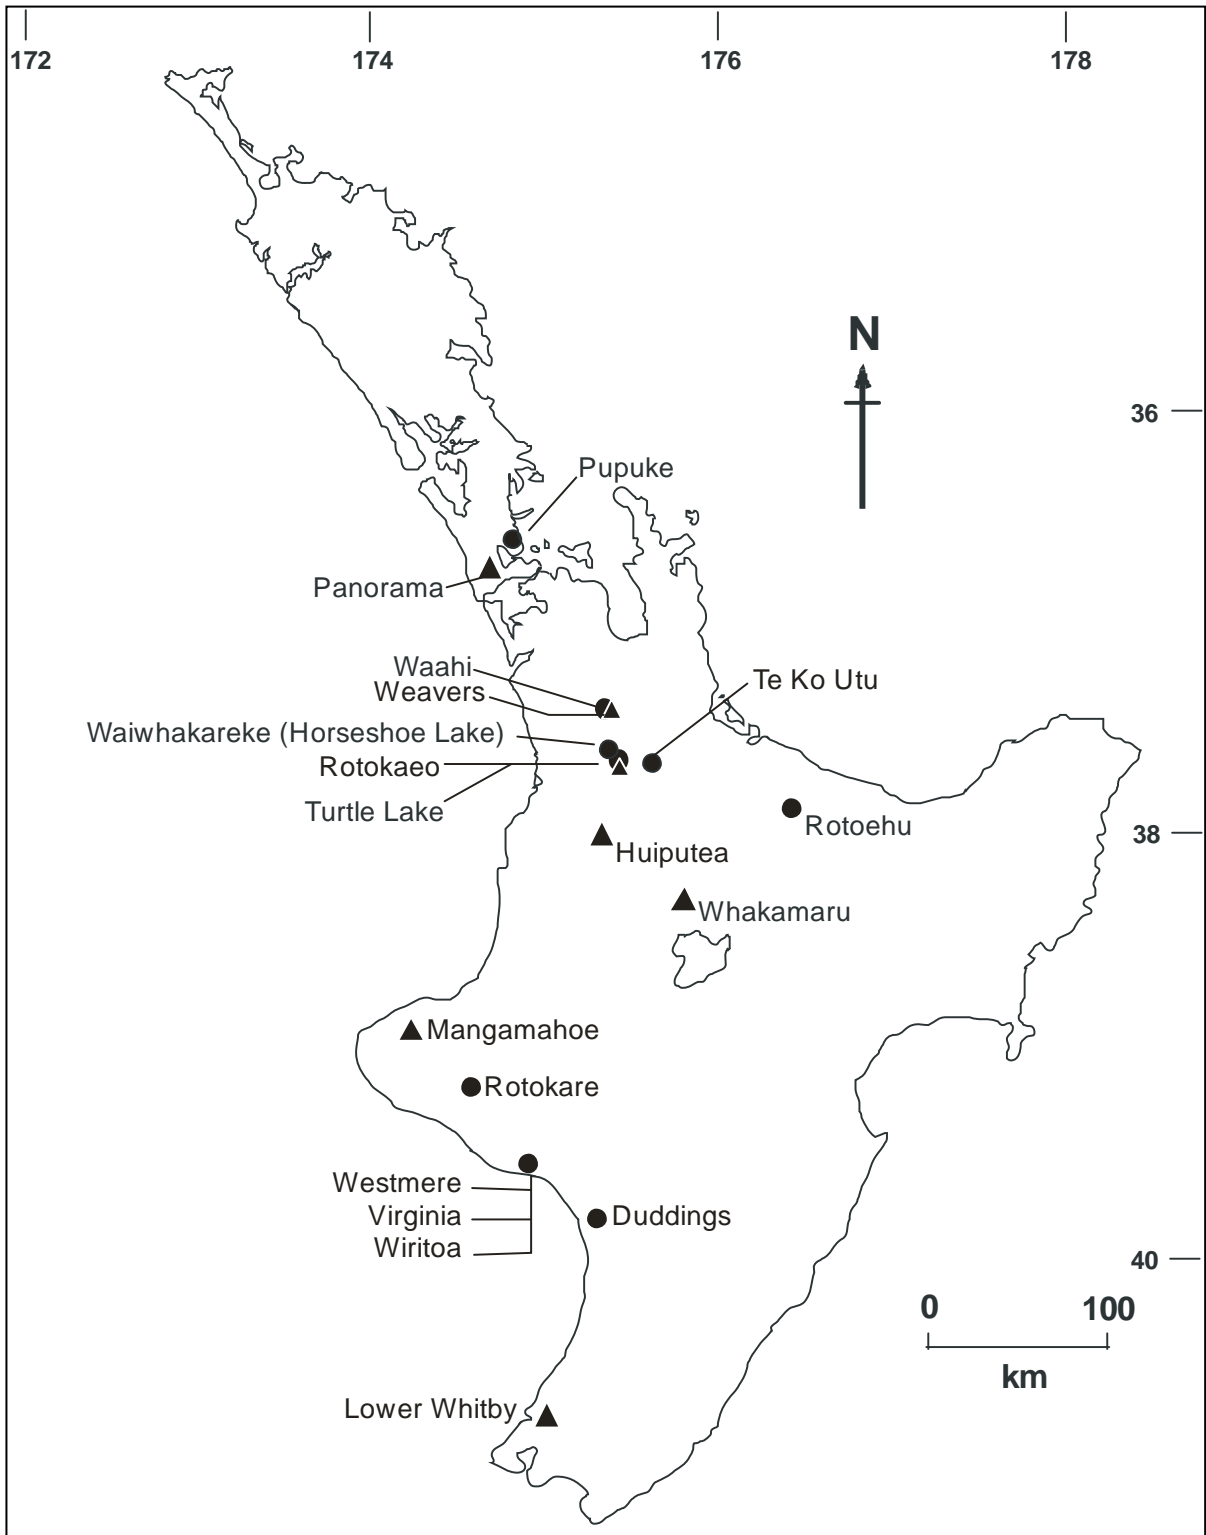 172
174
176
178
N
36
Pupuke
Panorama
Waahi
Weavers
Te Ko Utu
Waiwhakareke (Horseshoe Lake)
Rotokaeo
Turtle Lake
Rotoehu
38
Huiputea
Whakamaru
Mangamahoe
Rotokare
Westmere
Virginia
Duddings
Wiritoa
40
0 100
km
Lower Whitby